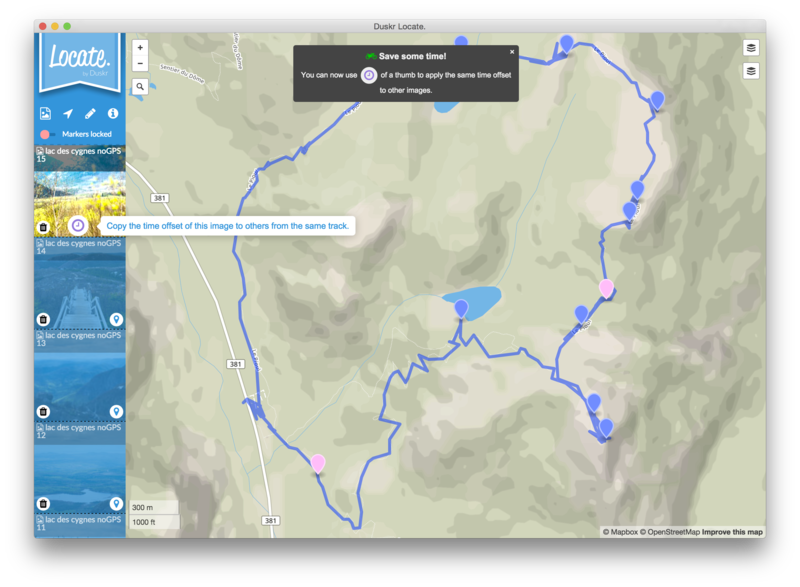 Duskr Locate.
Locate.
by Duskr
Markers locked
lac des cygnes noGPS
15
lac des cygnes noGPS
14
lac des cygnes noGPS
13
lac des cygnes noGPS
12
lac des cygnes noGPS
11
+
−
Sentier du Dôme
Save some time!
×
You can now use of a thumb to apply the same time offset
to other images.
381
Copy the time offset of this image to others from the same track.
381
381
300 m
1000 ft
© Mapbox © OpenStreetMap Improve this map